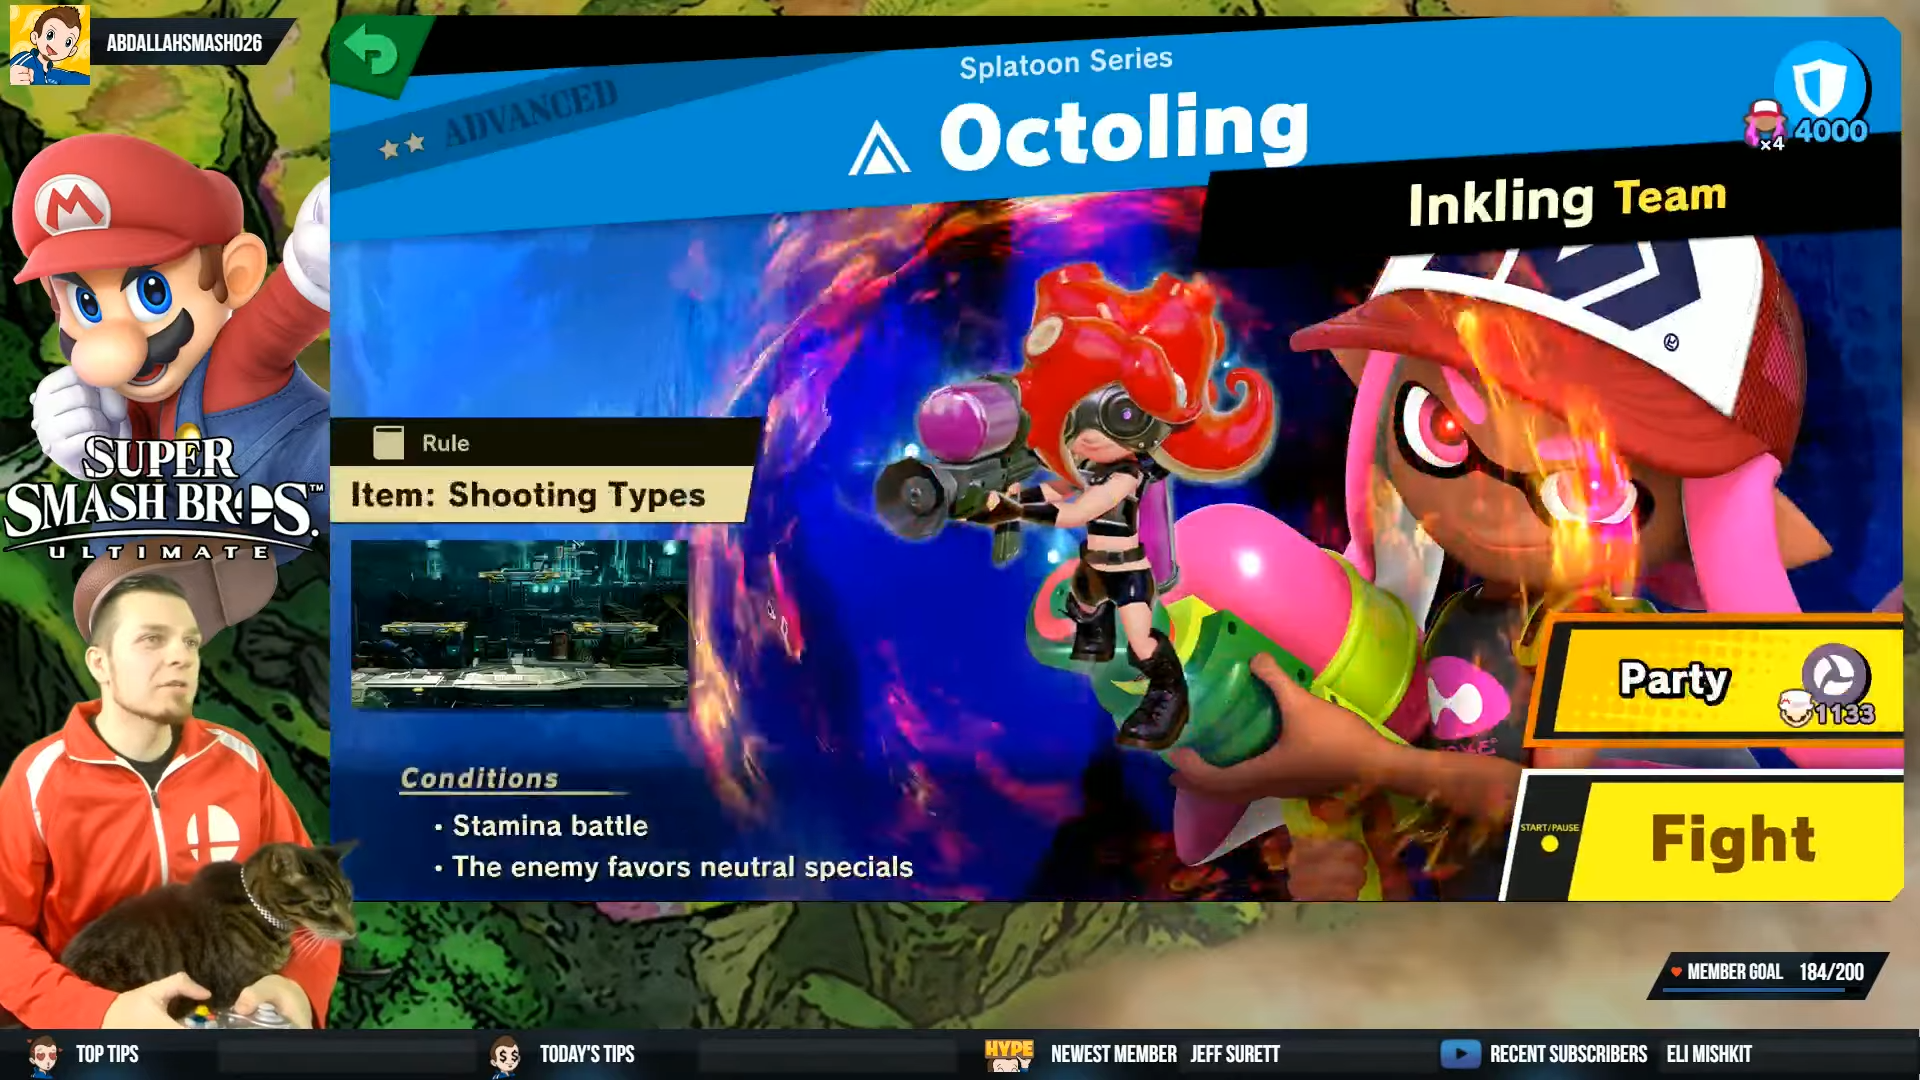 ABDALLAHSMASH026
Splatoon Series
ADVANCED
Octoling
4000
x4
Inkling Team
M
SUPER
SMASH BROS.™
ULTIMATE
Rule
Item: Shooting Types
Party
1133
Conditions
• Stamina battle
• The enemy favors neutral specials
START/PAUSE
Fight
MEMBER GOAL 184/200
TOP TIPS
TODAY'S TIPS
HYPE
NEWEST MEMBER JEFF SURETT
RECENT SUBSCRIBERS ELI MISHKIT